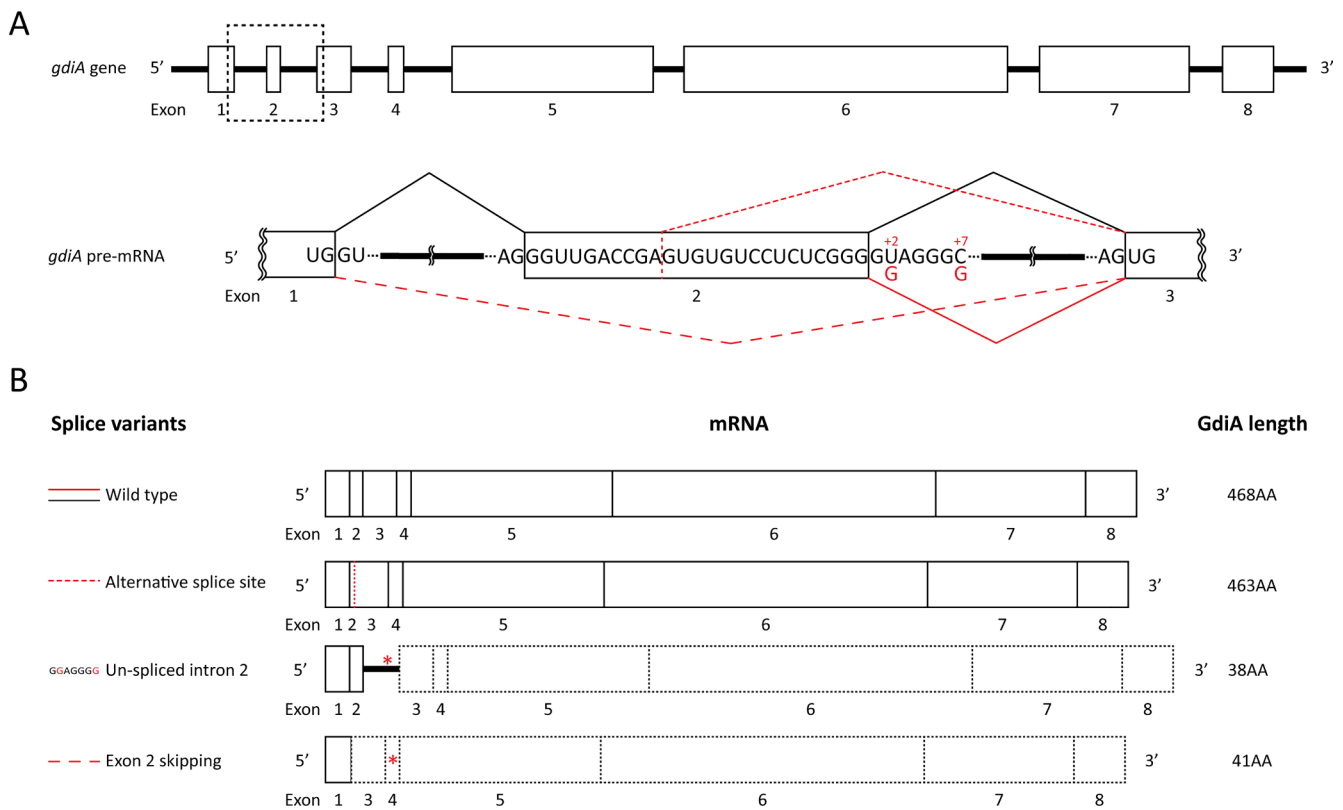 A
gdiA gene 5’ 3’
Exon 1 2 3 4 5 6 7 8
+2 +7
gdiA pre-mRNA 5’ UGGU AGGGUUGACCGAGUGUGUCCUCUCGGGGUAGGGC AGUG 3’
G G
Exon 1 2 3
B
Splice variants mRNA GdiA length
Wild type 5’ 3’ 468AA
Exon 1 2 3 4 5 6 7 8
Alternative splice site 5’ 3’ 463AA
Exon 1 2 3 4 5 6 7 8
*
GGAGGGG Un-spliced intron 2 5’ 3’ 38AA
Exon 1 2 3 4 5 6 7 8
Exon 2 skipping 5’ * 3’ 41AA
Exon 1 3 4 5 6 7 8